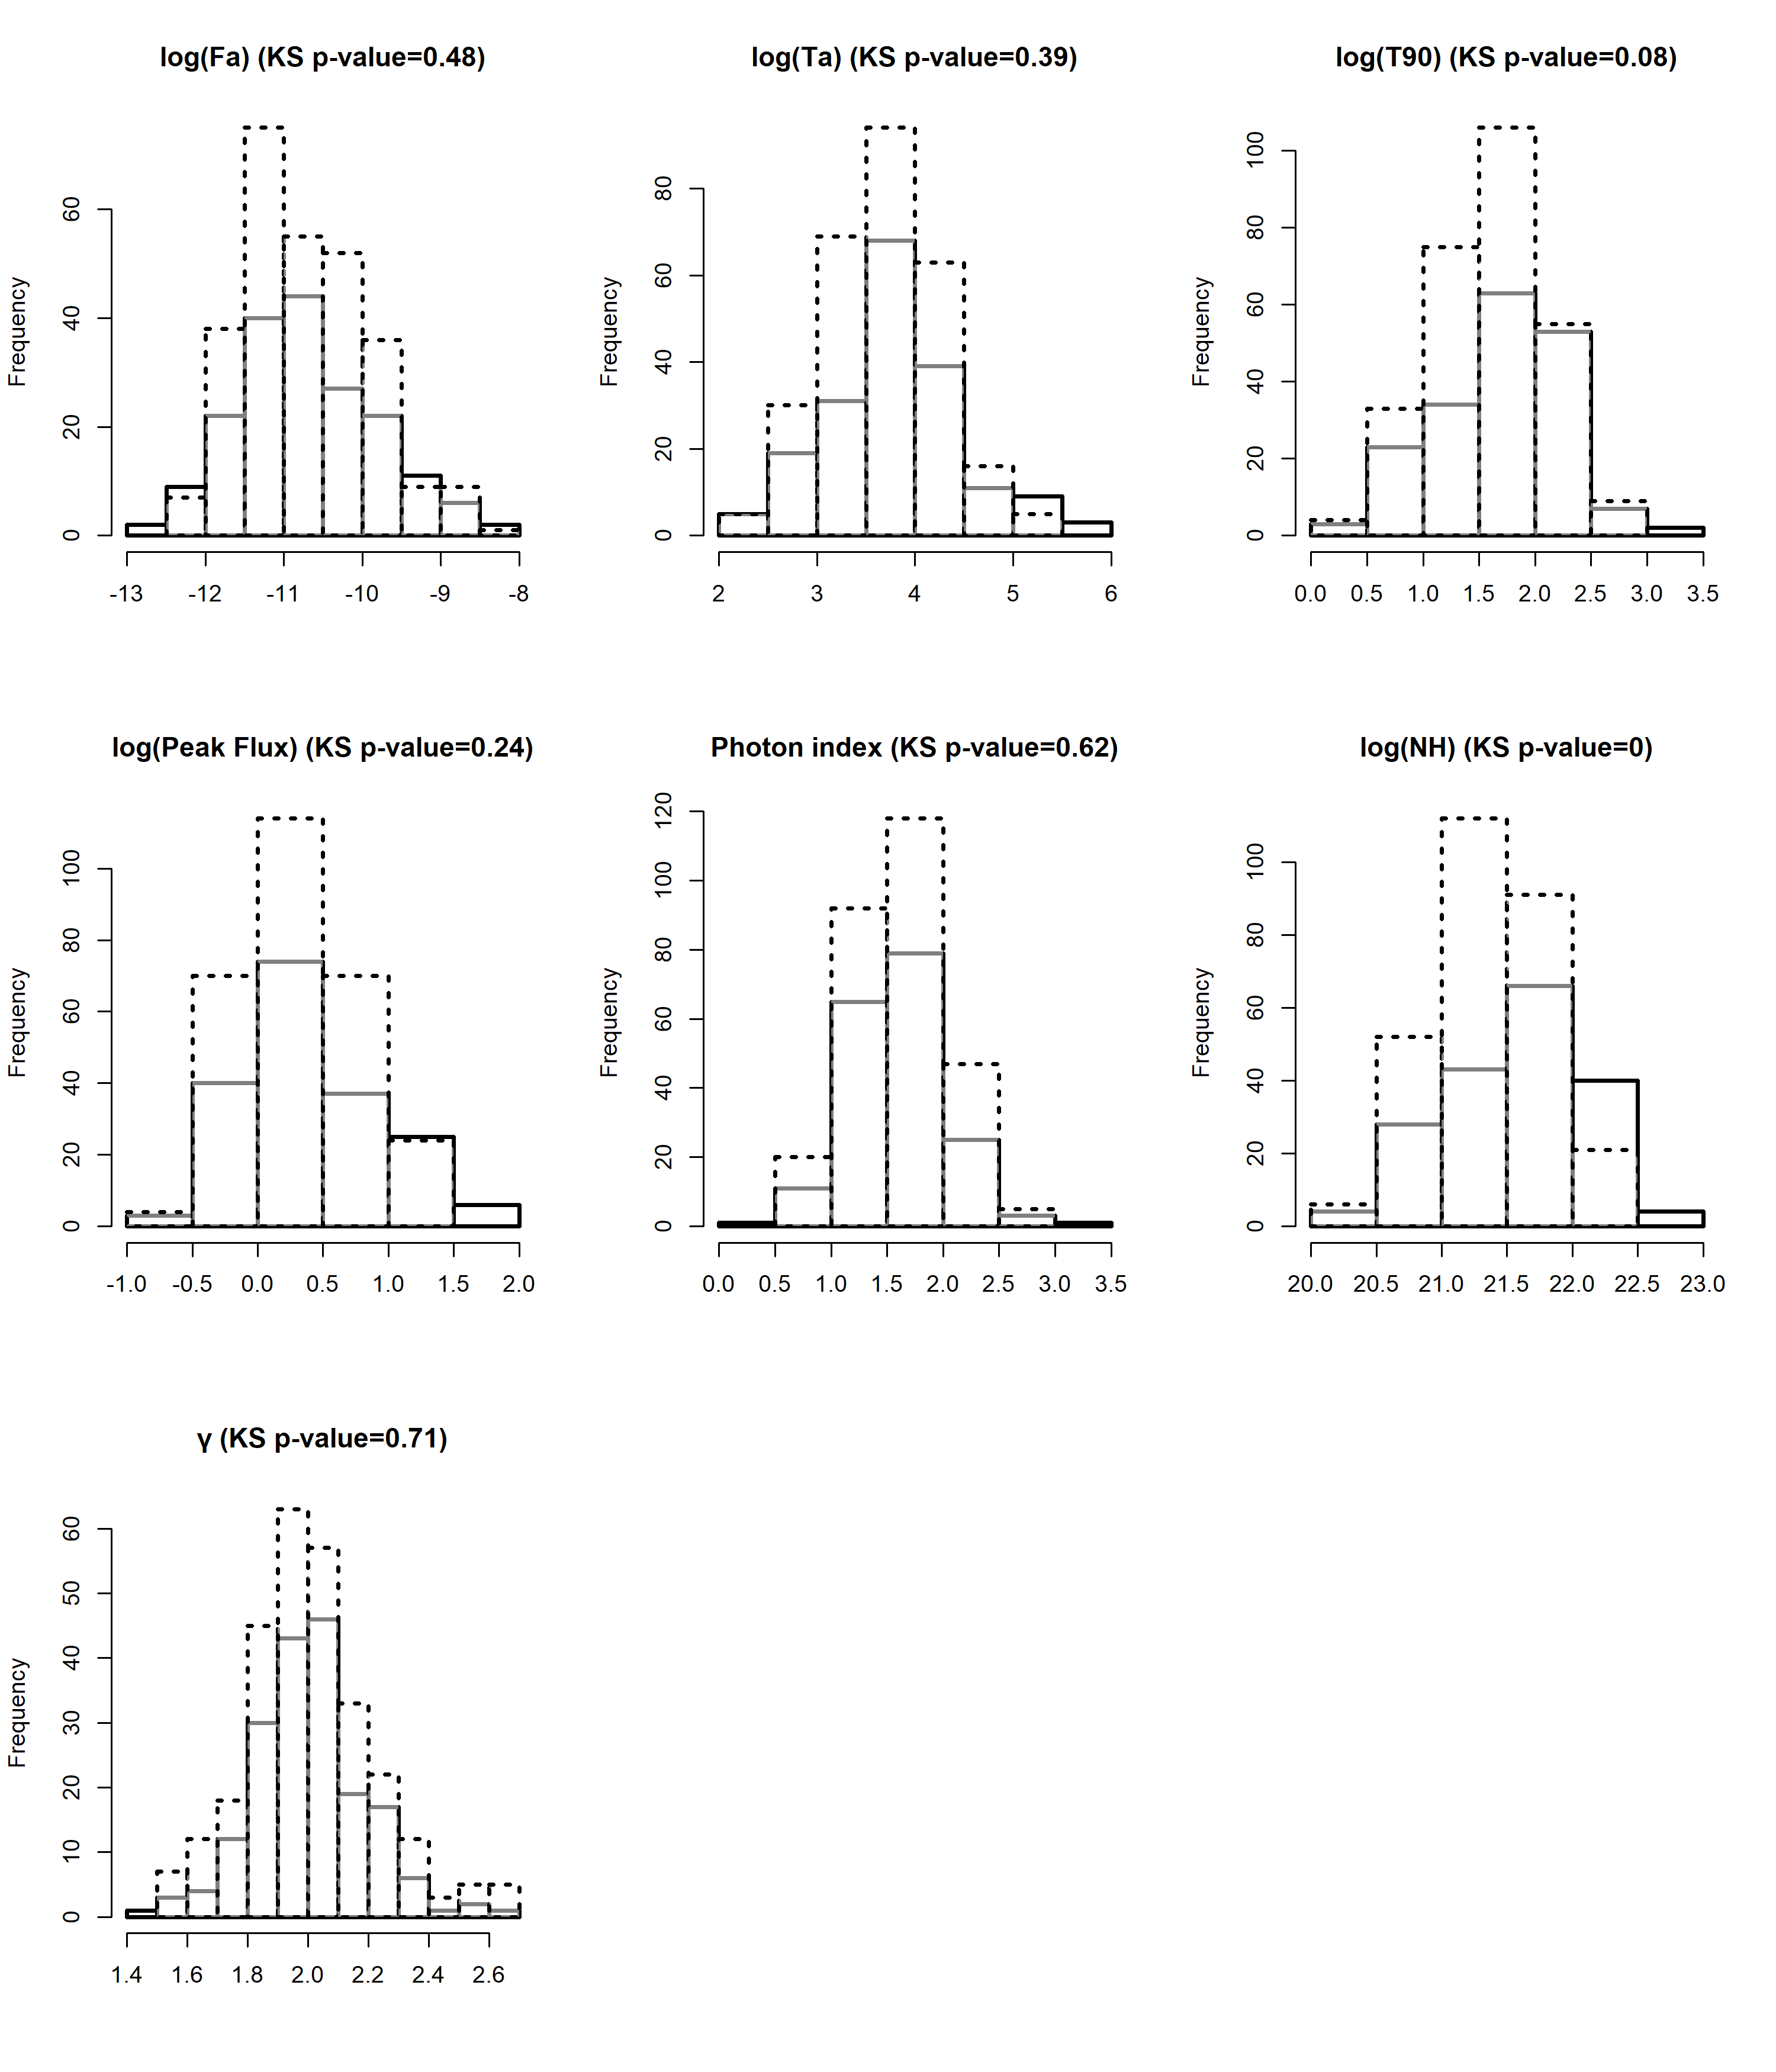 log(Fa) (KS p-value=0.48)
Frequency
0 20 40 60
-13 -12 -11 -10 -9 -8
log(Ta) (KS p-value=0.39)
Frequency
0 20 40 60 80
2 3 4 5 6
log(T90) (KS p-value=0.08)
Frequency
0 20 40 60 80 100
0.0 0.5 1.0 1.5 2.0 2.5 3.0 3.5
log(Peak Flux) (KS p-value=0.24)
Frequency
0 20 40 60 80 100
-1.0 -0.5 0.0 0.5 1.0 1.5 2.0
Photon index (KS p-value=0.62)
Frequency
0 20 40 60 80 100 120
0.0 0.5 1.0 1.5 2.0 2.5 3.0 3.5
log(NH) (KS p-value=0)
Frequency
0 20 40 60 80 100
20.0 20.5 21.0 21.5 22.0 22.5 23.0
γ (KS p-value=0.71)
Frequency
0 10 20 30 40 50 60
1.4 1.6 1.8 2.0 2.2 2.4 2.6